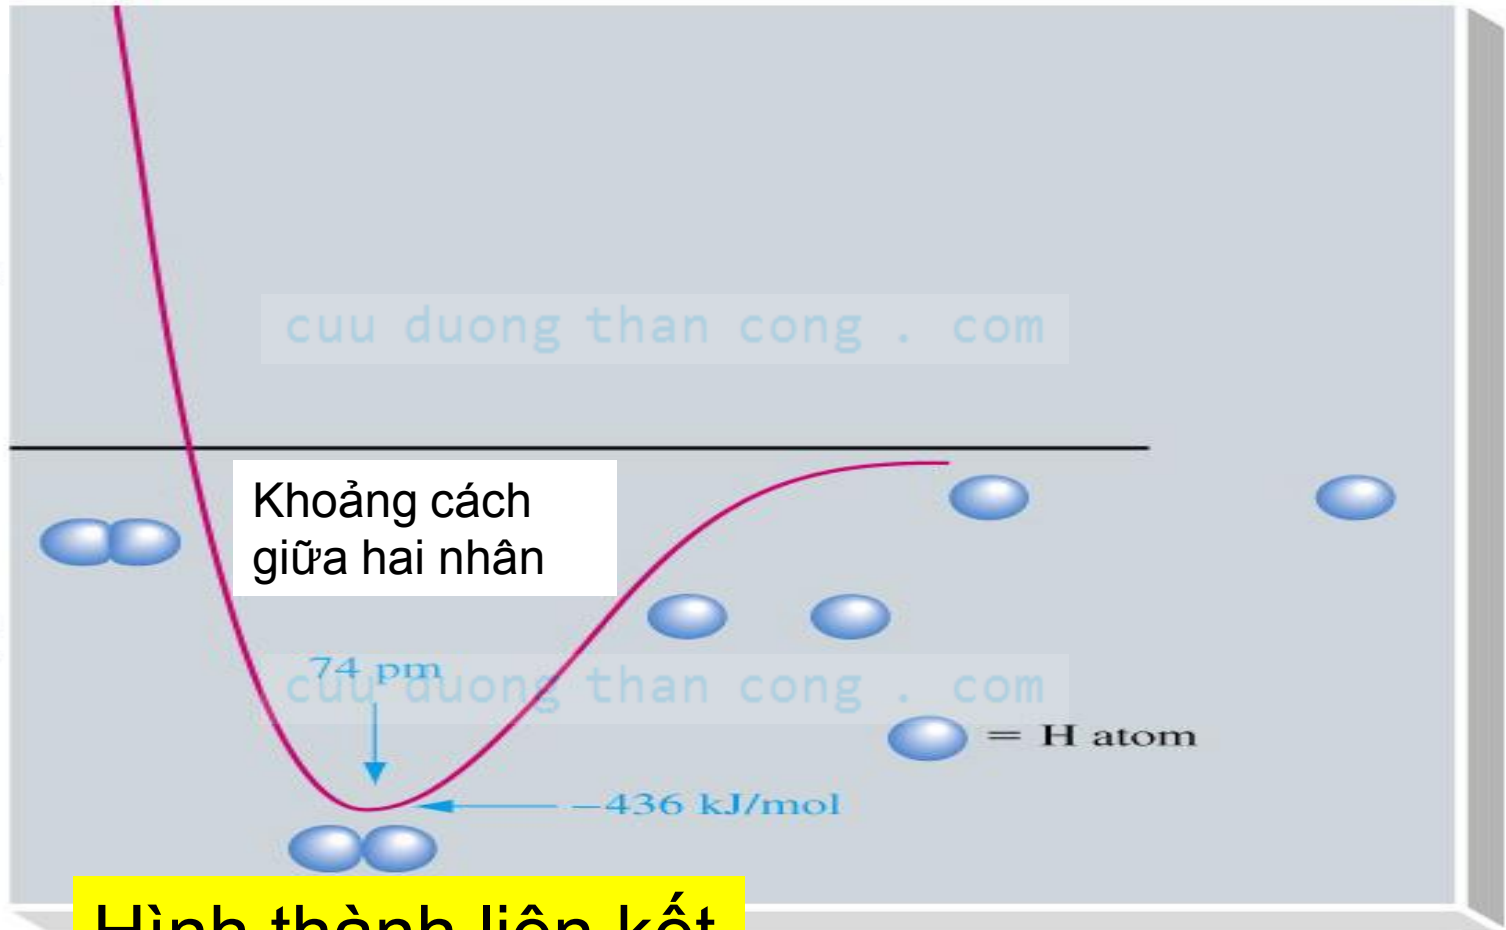 cuu duong than cong . com
Khoảng cách
giữa hai nhân
74 pm
cuu duong than cong . com
= H atom
−436 kJ/mol
Hình thành liên kết